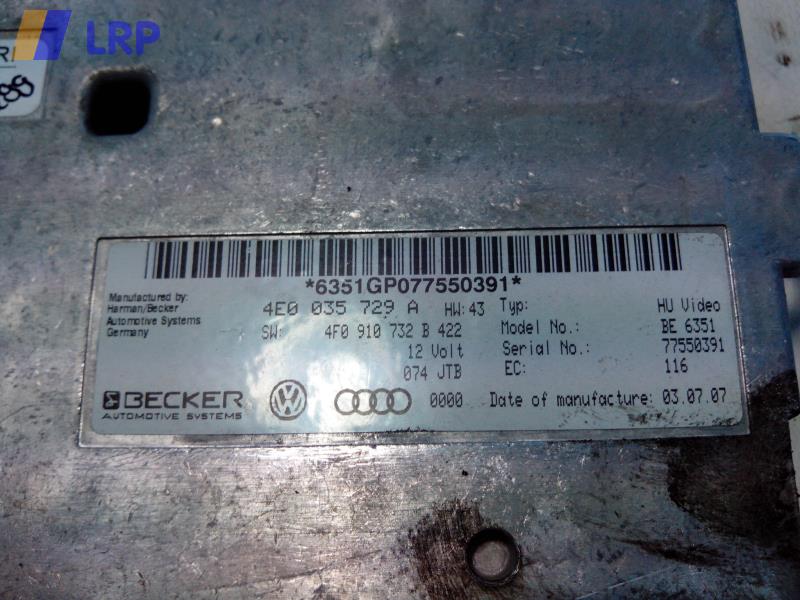 LRP
*6351GP077550391*
Manufactured by:
Harman/Becker
Automotive Systems
Germany
4E0 035 729 A HW: 43
SW: 4F0 910 732 B 422
12 Volt
074 JTB
0000
BECKER
AUTOMOTIVE SYSTEMS
Typ: HU Video
Model No.: BE 6351
Serial No.: 77550391
EC: 116
Date of manufacture: 03.07.07